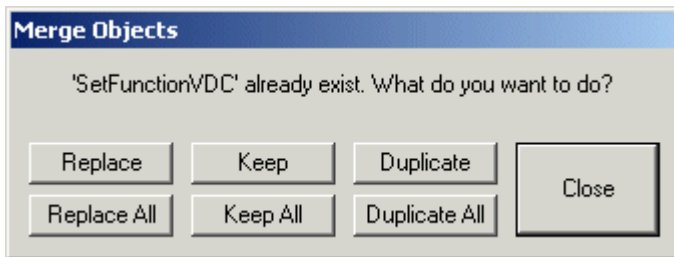 Merge Objects
'SetFunctionVDC' already exist. What do you want to do?
Replace Keep Duplicate Close
Replace All Keep All Duplicate All